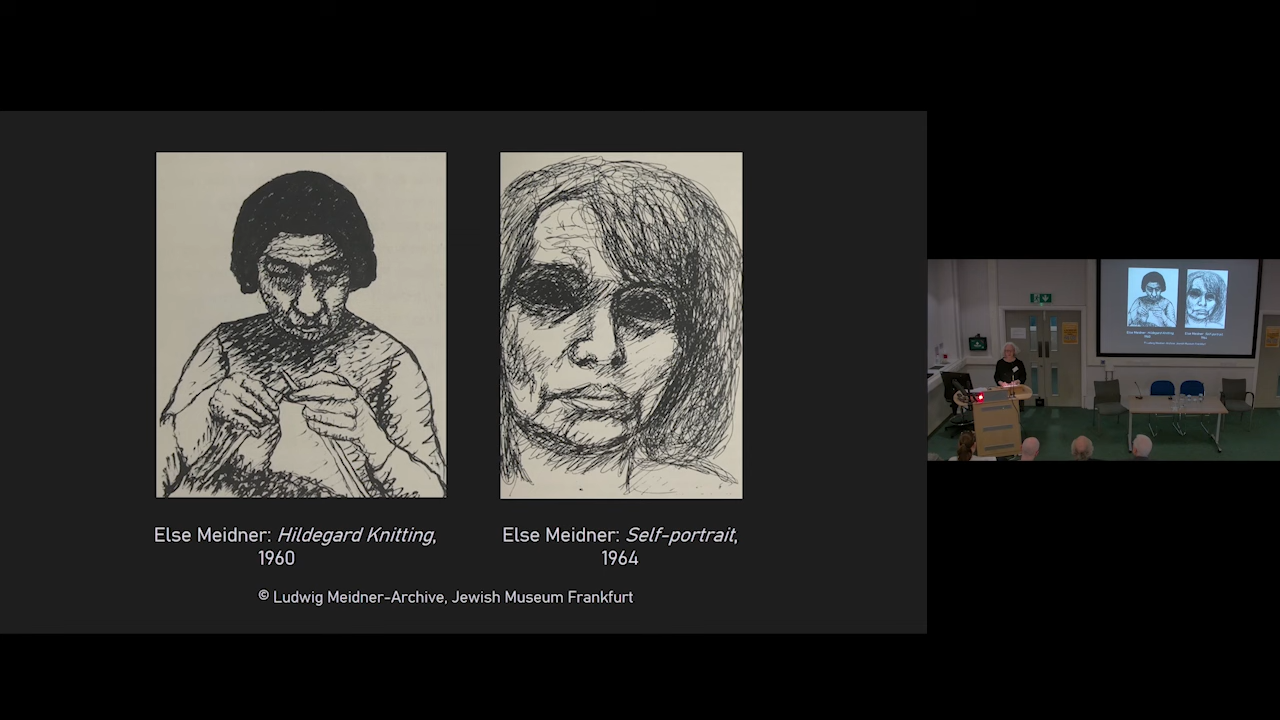 Else Meidner: Hildegard Knitting,
1960
Else Meidner: Self-portrait,
1964
© Ludwig Meidner-Archive, Jewish Museum Frankfurt